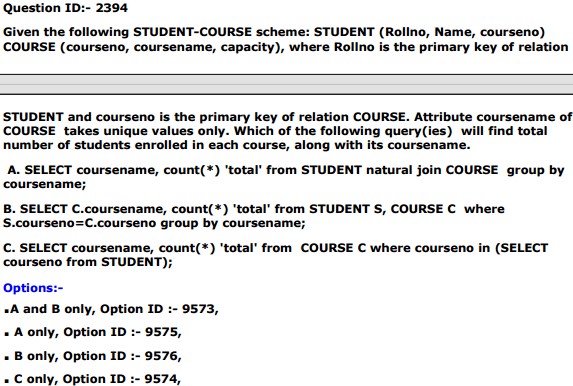 Question ID:- 2394
Given the following STUDENT-COURSE scheme: STUDENT (Rollno, Name, courseno)
COURSE (courseno, coursename, capacity), where Rollno is the primary key of relation
STUDENT and courseno is the primary key of relation COURSE. Attribute coursename of
COURSE takes unique values only. Which of the following query(ies) will find total
number of students enrolled in each course, along with its coursename.
A. SELECT coursename, count(*) 'total' from STUDENT natural join COURSE group by
coursename;
B. SELECT C.coursename, count(*) 'total' from STUDENT S, COURSE C where
S.courseno=C.courseno group by coursename;
C. SELECT coursename, count(*) 'total' from COURSE C where courseno in (SELECT
courseno from STUDENT);
Options:-
▪A and B only, Option ID :- 9573,
▪ A only, Option ID :- 9575,
▪ B only, Option ID :- 9576,
▪ C only, Option ID :- 9574,